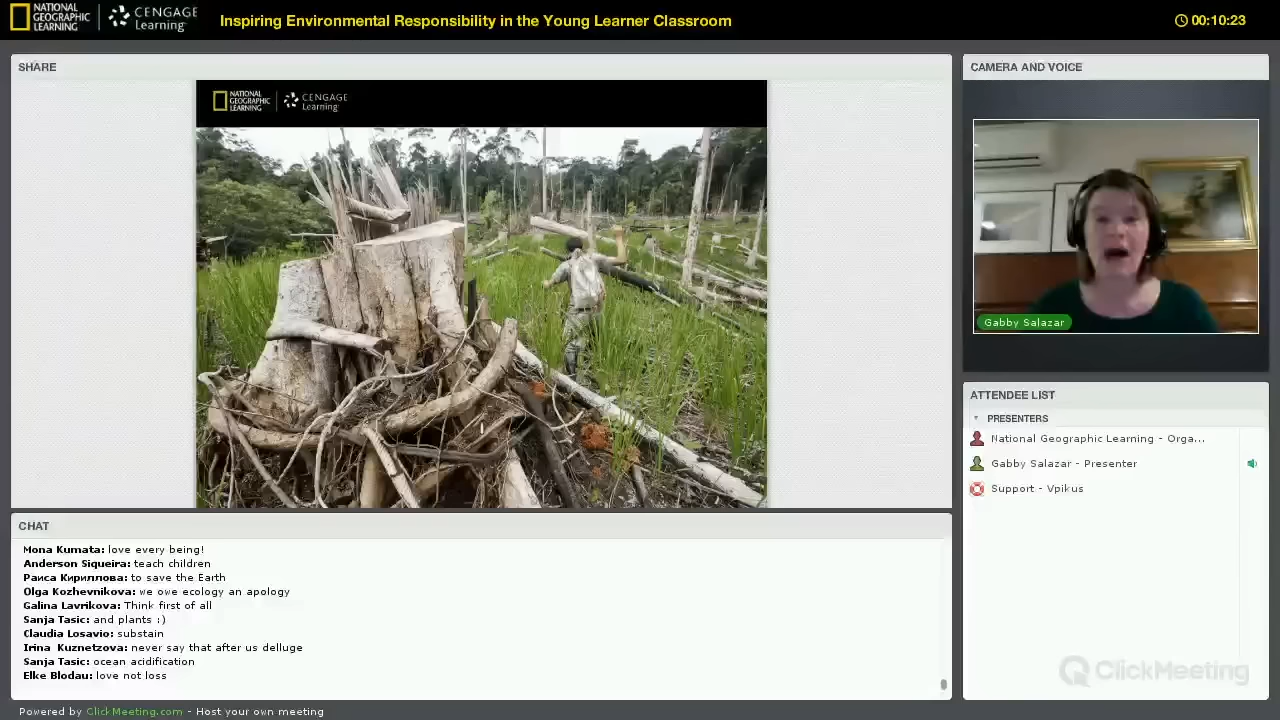 NATIONAL GEOGRAPHIC LEARNING
CENGAGE Learning
Inspiring Environmental Responsibility in the Young Learner Classroom
00:10:23
SHARE
NATIONAL GEOGRAPHIC LEARNING
CENGAGE Learning
CAMERA AND VOICE
Gabby Salazar
ATTENDEE LIST
PRESENTERS
National Geographic Learning - Orga...
Gabby Salazar - Presenter
Support - Vpikus
CHAT
Mona Kumata: love every being!
Anderson Siqueira: teach children
Раиса Кириллова: to save the Earth
Olga Kozhevnikova: we owe ecology an apology
Galina Lavrikova: Think first of all
Sanja Tasic: and plants :)
Claudia Losavio: substain
Irina Kuznetzova: never say that after us delluge
Sanja Tasic: ocean acidification
Elke Blodau: love not loss
ClickMeeting
Powered by ClickMeeting.com - Host your own meeting